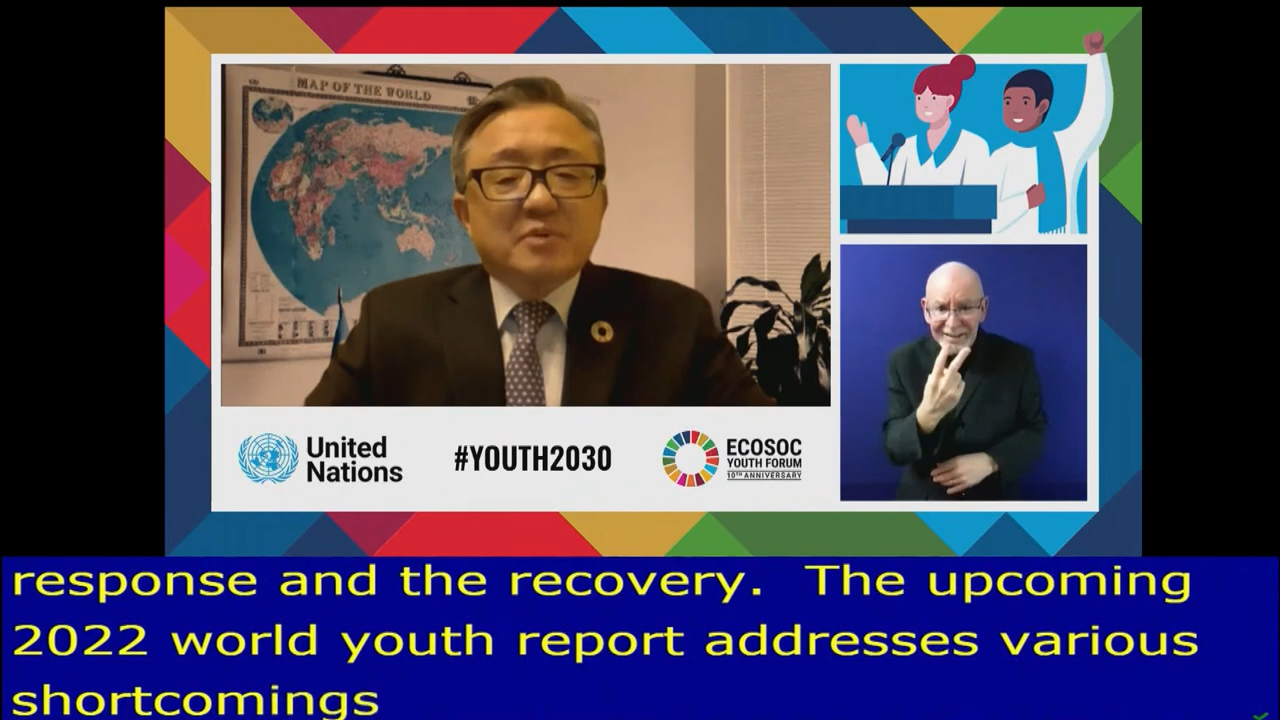 MAP OF THE WORLD
United
Nations
#YOUTH2030
ECOSOC
YOUTH FORUM
10TH ANNIVERSARY
response and the recovery. The upcoming
2022 world youth report addresses various
shortcomings